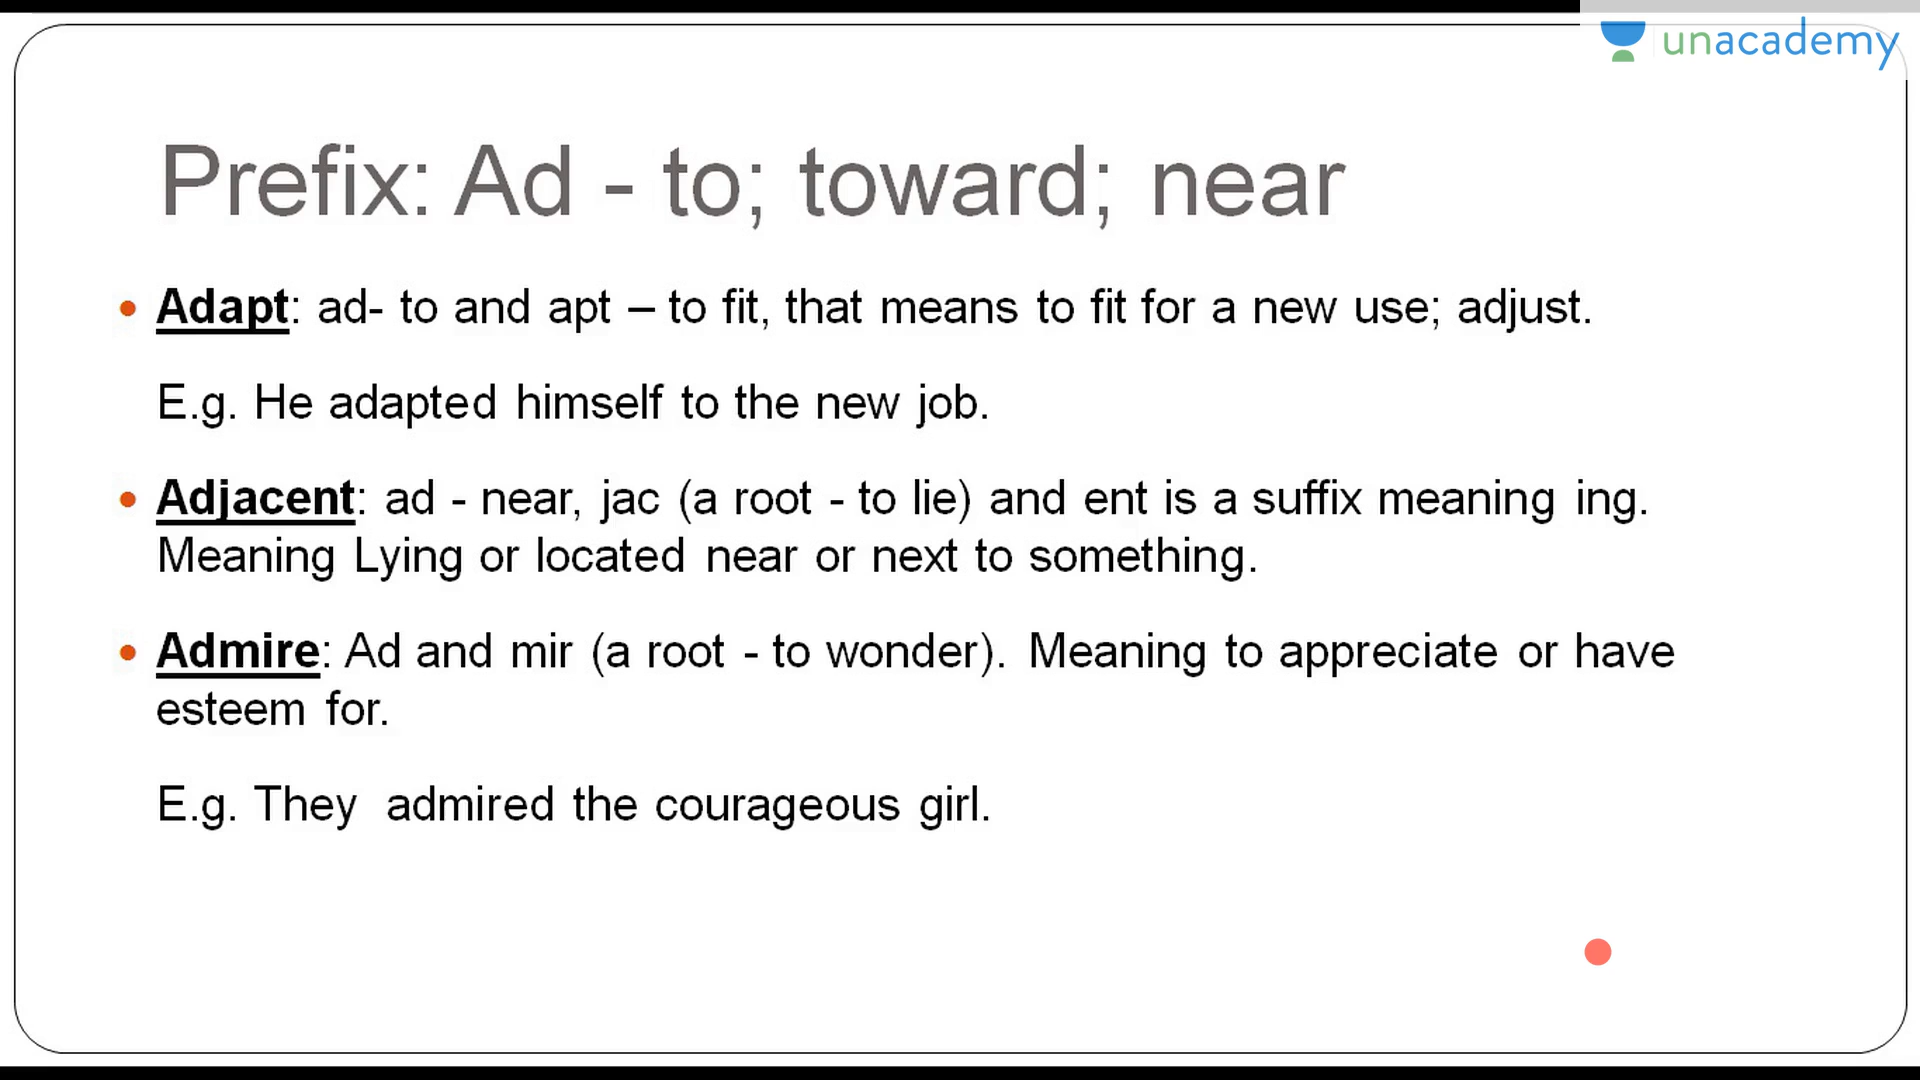 unacademy
Prefix: Ad - to; toward; near
• Adapt: ad- to and apt – to fit, that means to fit for a new use; adjust.
E.g. He adapted himself to the new job.
• Adjacent: ad - near, jac (a root - to lie) and ent is a suffix meaning ing.
Meaning Lying or located near or next to something.
• Admire: Ad and mir (a root - to wonder). Meaning to appreciate or have
esteem for.
E.g. They admired the courageous girl.